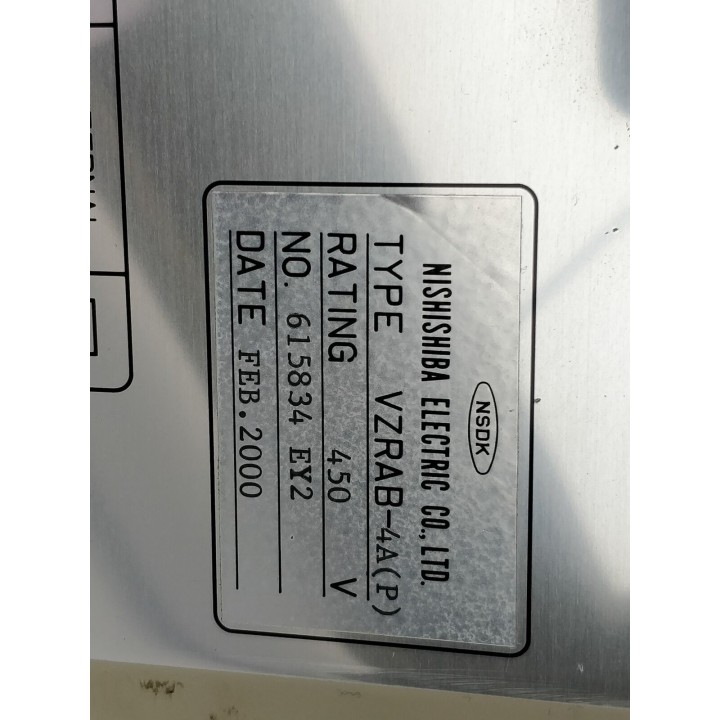 NSDK
NISHISHIBA ELECTRIC CO., LTD.
TYPE VZRAB-4A(P)
RATING 450 V
NO. 615834 EY2
DATE FEB.2000